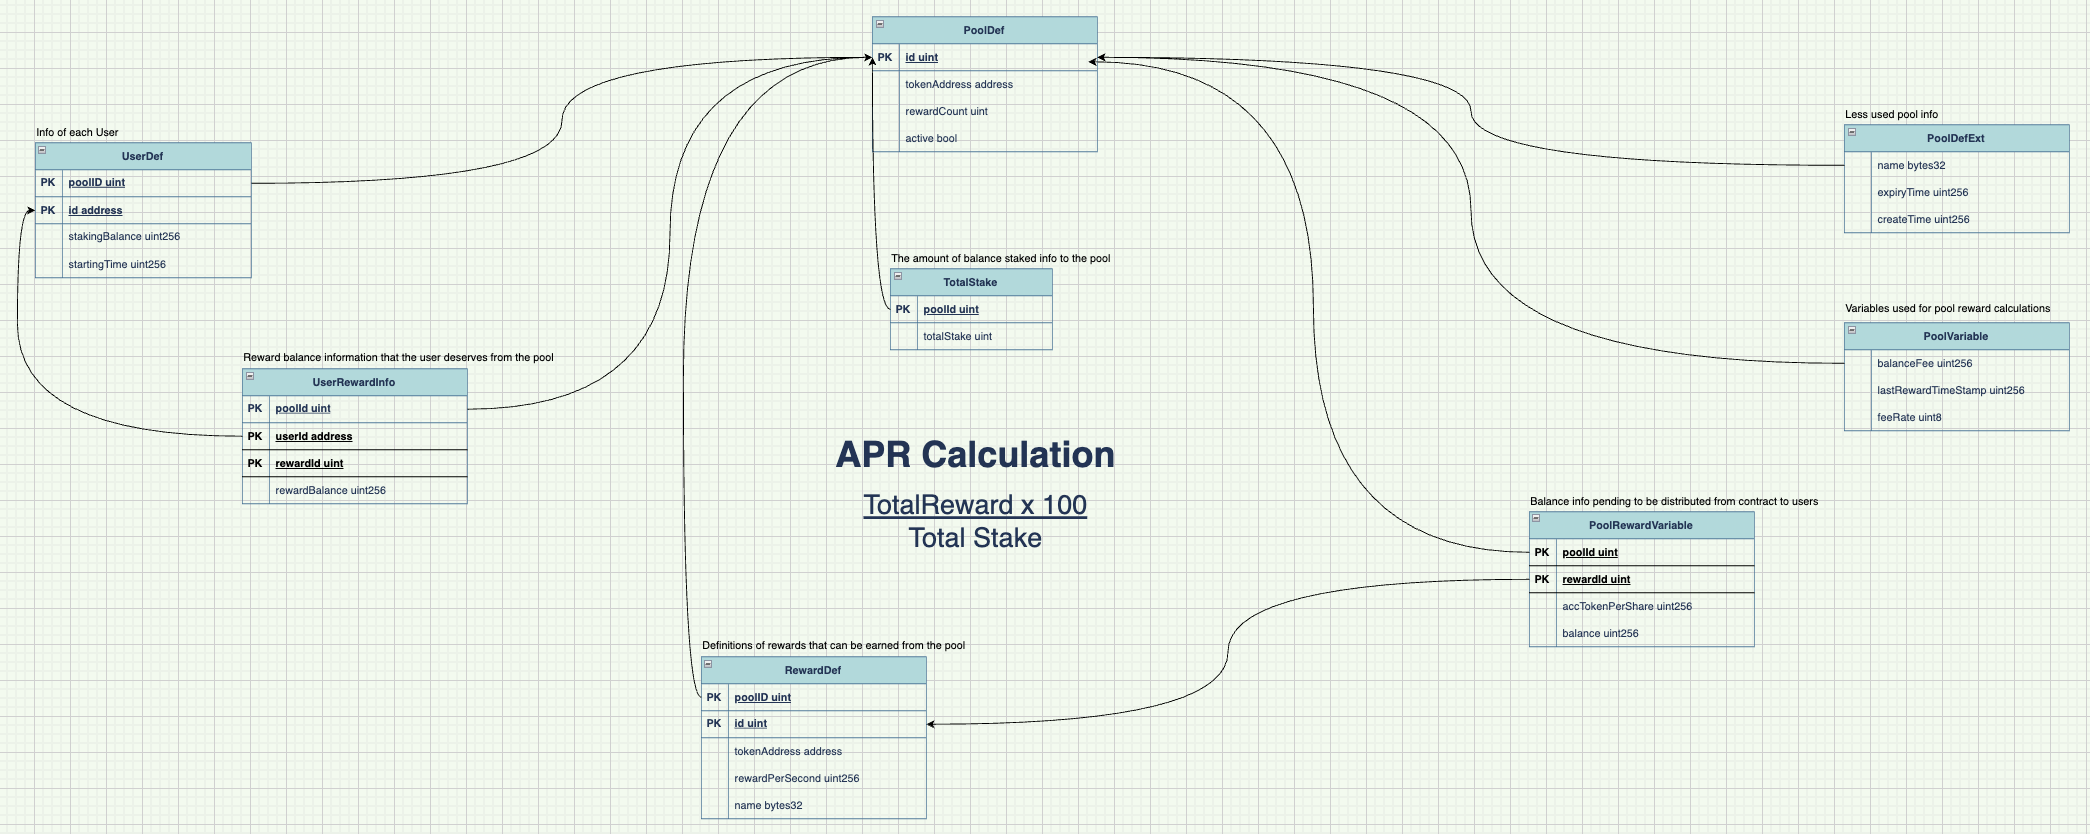 PoolDef
PK id uint
tokenAddress address
rewardCount uint
active bool
Info of each User
UserDef
PK poolID uint
PK id address
stakingBalance uint256
startingTime uint256
Less used pool info
PoolDefExt
name bytes32
expiryTime uint256
createTime uint256
The amount of balance staked info to the pool
TotalStake
PK poolId uint
totalStake uint
Variables used for pool reward calculations
PoolVariable
balanceFee uint256
lastRewardTimeStamp uint256
feeRate uint8
Reward balance information that the user deserves from the pool
UserRewardInfo
PK poolId uint
PK userId address
PK rewardId uint
rewardBalance uint256
APR Calculation
TotalReward x 100
Total Stake
Balance info pending to be distributed from contract to users
PoolRewardVariable
PK poolId uint
PK rewardId uint
accTokenPerShare uint256
balance uint256
Definitions of rewards that can be earned from the pool
RewardDef
PK poolID uint
PK id uint
tokenAddress address
rewardPerSecond uint256
name bytes32